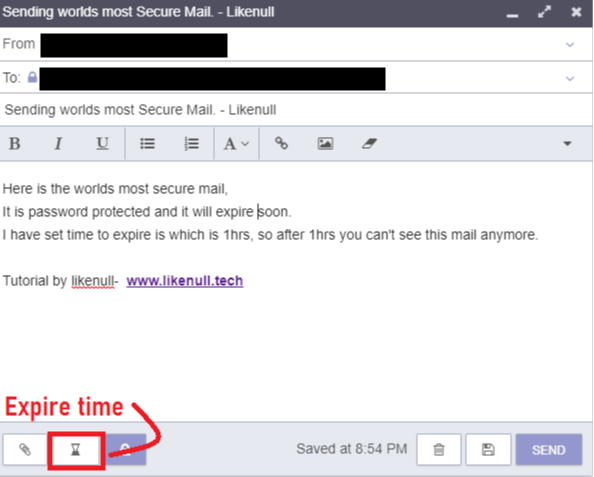 Sending worlds most Secure Mail. - Likenull
From
To:
Sending worlds most Secure Mail. - Likenull
B I U A
Here is the worlds most secure mail,
It is password protected and it will expire soon.
I have set time to expire is which is 1hrs, so after 1hrs you can't see this mail anymore.
Tutorial by likenull- www.likenull.tech
Expire time
Saved at 8:54 PM SEND